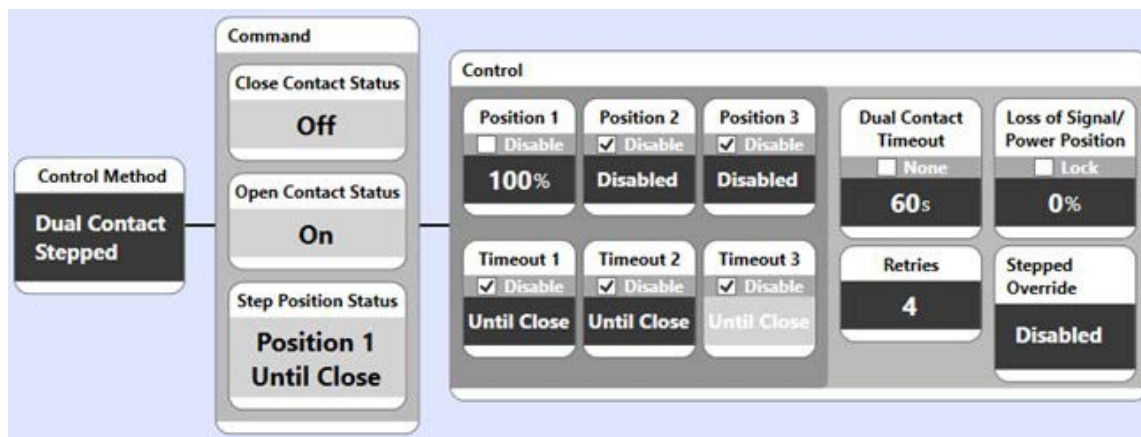 Control Method
Dual Contact
Stepped
Command
Close Contact Status
Off
Open Contact Status
On
Step Position Status
Position 1
Until Close
Control
Position 1
Disable
100%
Position 2
Disable
Disabled
Position 3
Disable
Disabled
Timeout 1
Disable
Until Close
Timeout 2
Disable
Until Close
Timeout 3
Disable
Until Close
Dual Contact
Timeout
None
60s
Loss of Signal/
Power Position
Lock
0%
Retries
4
Stepped
Override
Disabled